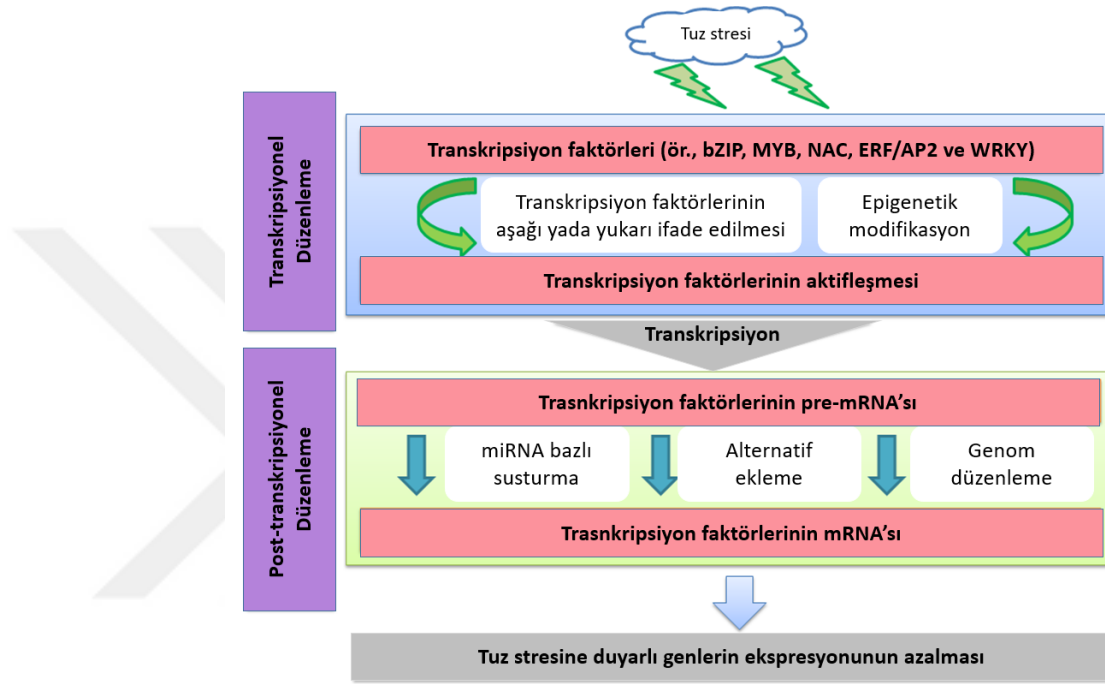 Tuz stresi
Transkripsiyonel
Düzenleme
Transkripsiyon faktörleri (ör., bZIP, MYB, NAC, ERF/AP2 ve WRKY)
Transkripsiyon faktörlerinin
aşağı yada yukarı ifade edilmesi
Epigenetik
modifikasyon
Transkripsiyon faktörlerinin aktifleşmesi
Transkripsiyon
Post-transkripsiyonel
Düzenleme
Trasnkripsiyon faktörlerinin pre-mRNA’sı
miRNA bazlı
susturma
Alternatif
ekleme
Genom
düzenleme
Trasnkripsiyon faktörlerinin mRNA’sı
Tuz stresine duyarlı genlerin ekspresyonunun azalması